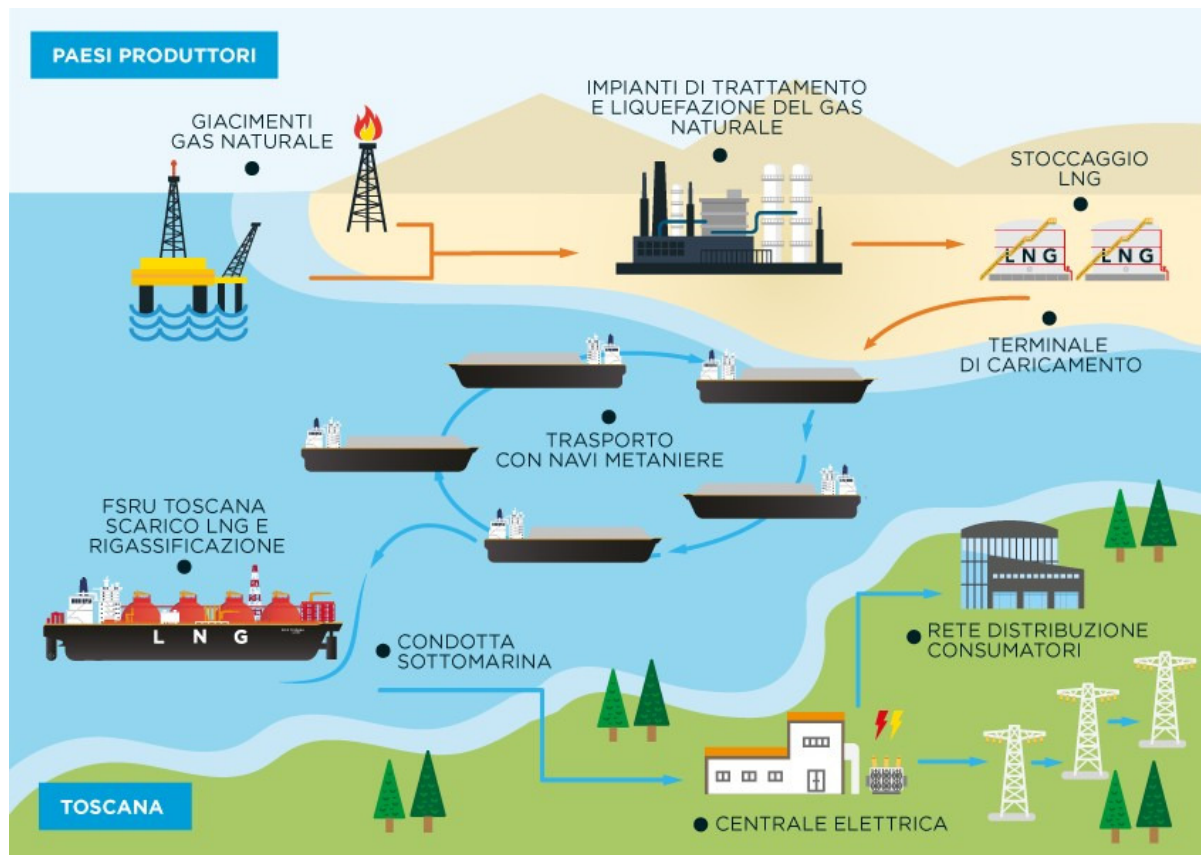 PAESI PRODUTTORI
GIACIMENTI
GAS NATURALE
IMPIANTI DI TRATTAMENTO
E LIQUEFAZIONE DEL GAS
NATURALE
STOCCAGGIO
LNG
LNG
LNG
TERMINALE
DI CARICAMENTO
TRASPORTO
CON NAVI METANIERE
FSRU TOSCANA
SCARICO LNG E
RIGASSIFICAZIONE
L N G
CONDOTTA
SOTTOMARINA
RETE DISTRIBUZIONE
CONSUMATORI
CENTRALE ELETTRICA
TOSCANA